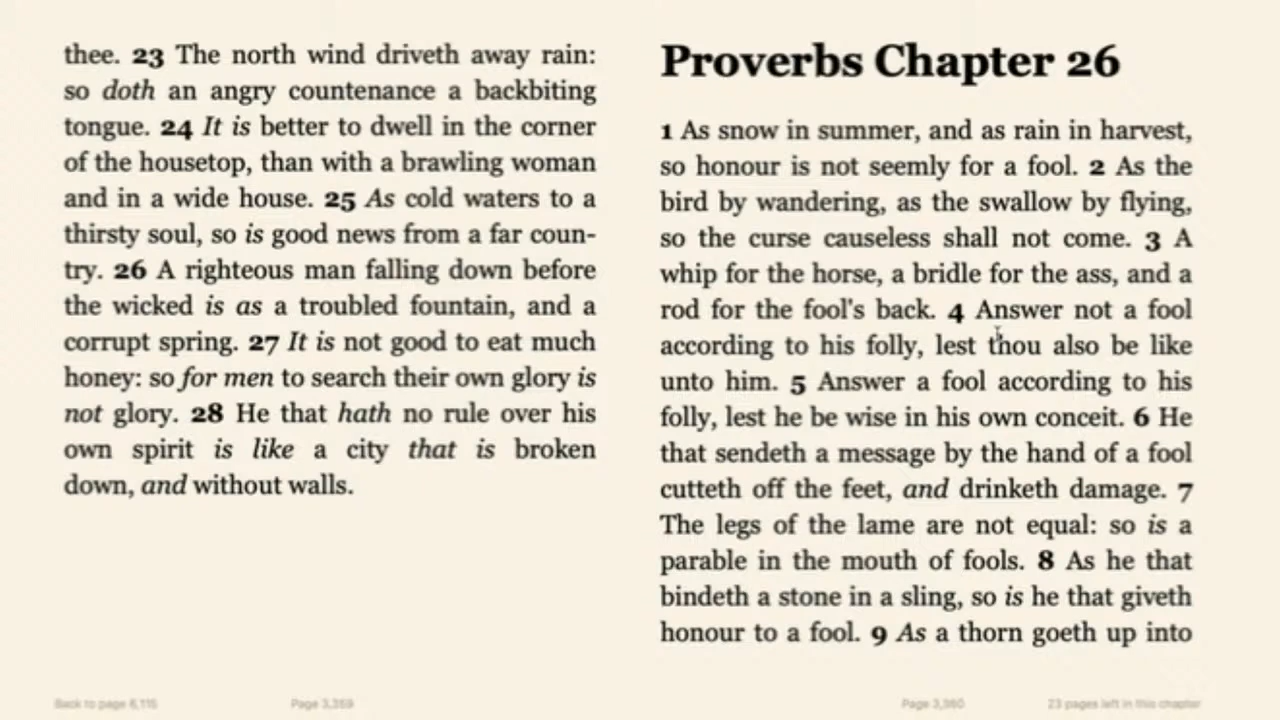 thee. 23 The north wind driveth away rain:
so doth an angry countenance a backbiting
tongue. 24 It is better to dwell in the corner
of the housetop, than with a brawling woman
and in a wide house. 25 As cold waters to a
thirsty soul, so is good news from a far coun-
try. 26 A righteous man falling down before
the wicked is as a troubled fountain, and a
corrupt spring. 27 It is not good to eat much
honey: so for men to search their own glory is
not glory. 28 He that hath no rule over his
own spirit is like a city that is broken
down, and without walls.
Back to page 6,115
Page 3,359
Proverbs Chapter 26
1 As snow in summer, and as rain in harvest,
so honour is not seemly for a fool. 2 As the
bird by wandering, as the swallow by flying,
so the curse causeless shall not come. 3 A
whip for the horse, a bridle for the ass, and a
rod for the fool's back. 4 Answer not a fool
according to his folly, lest thou also be like
unto him. 5 Answer a fool according to his
folly, lest he be wise in his own conceit. 6 He
that sendeth a message by the hand of a fool
cutteth off the feet, and drinketh damage. 7
The legs of the lame are not equal: so is a
parable in the mouth of fools. 8 As he that
bindeth a stone in a sling, so is he that giveth
honour to a fool. 9 As a thorn goeth up into
Page 3,360
23 pages left in this chapter